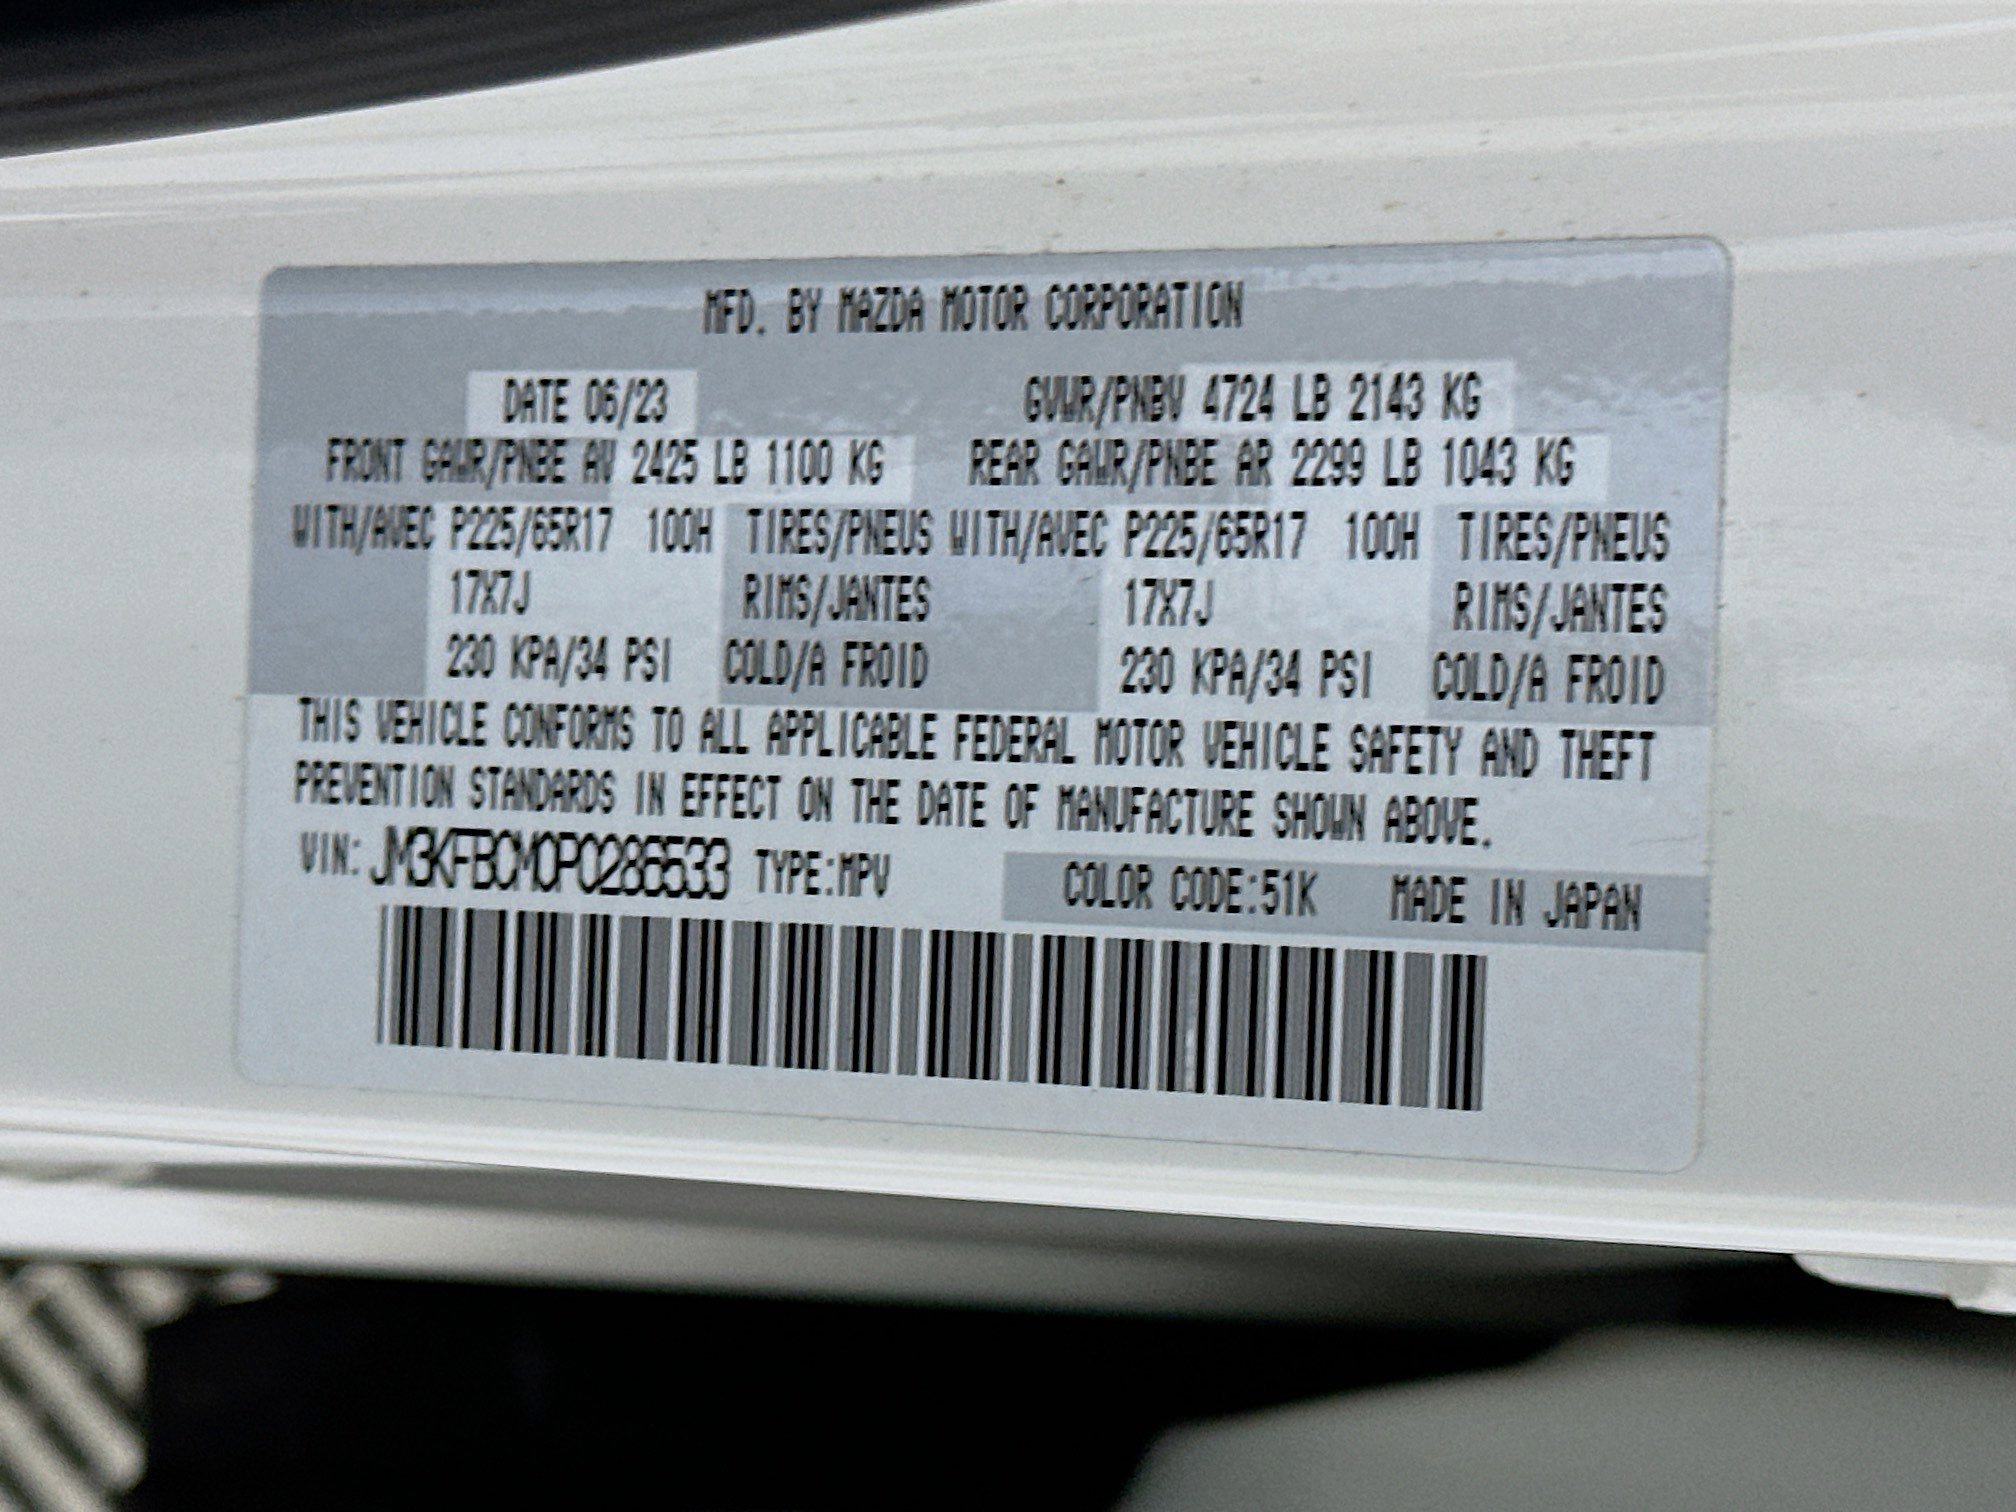 MFD. BY MAZDA MOTOR CORPORATION
DATE 06/23 GVWR/PNBV 4724 LB 2143 KG
FRONT GAWR/PNBE AV 2425 LB 1100 KG REAR GAWR/PNBE AR 2299 LB 1043 KG
WITH/AVEC P225/65R17 100H TIRES/PNEUS WITH/AVEC P225/65R17 100H TIRES/PNEUS
17X7J RIMS/JANTES 17X7J RIMS/JANTES
230 KPA/34 PSI COLD/A FROID 230 KPA/34 PSI COLD/A FROID
THIS VEHICLE CONFORMS TO ALL APPLICABLE FEDERAL MOTOR VEHICLE SAFETY AND THEFT
PREVENTION STANDARDS IN EFFECT ON THE DATE OF MANUFACTURE SHOWN ABOVE.
VIN: JM3KFBCM0P0286533 TYPE:MPV COLOR CODE:51K MADE IN JAPAN